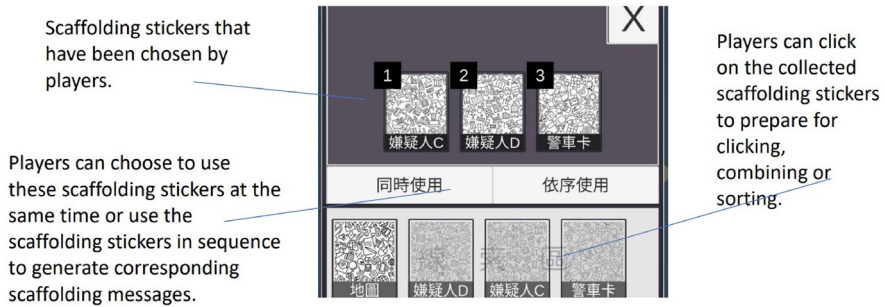 Scaffolding stickers that
have been chosen by
players.
Players can choose to use
these scaffolding stickers at the
same time or use the
scaffolding stickers in sequence
to generate corresponding
scaffolding messages.
X
1 2 3
嫌疑人C 嫌疑人D 警車卡
同時使用 依序使用
線索區
地圖 嫌疑人D 嫌疑人C 警車卡
Players can click
on the collected
scaffolding stickers
to prepare for
clicking,
combining or
sorting.